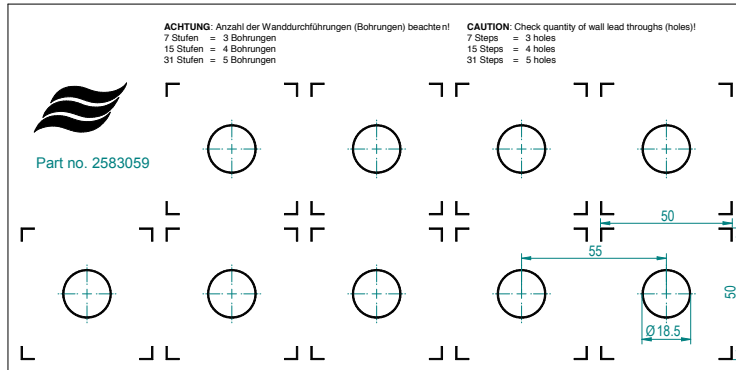 ACHTUNG: Anzahl der Wanddurchführungen (Bohrungen) beachten!
7 Stufen = 3 Bohrungen
15 Stufen = 4 Bohrungen
31 Stufen = 5 Bohrungen
CAUTION: Check quantity of wall lead throughs (holes)!
7 Steps = 3 holes
15 Steps = 4 holes
31 Steps = 5 holes
Part no. 2583059
50
55
50
Ø 18.5